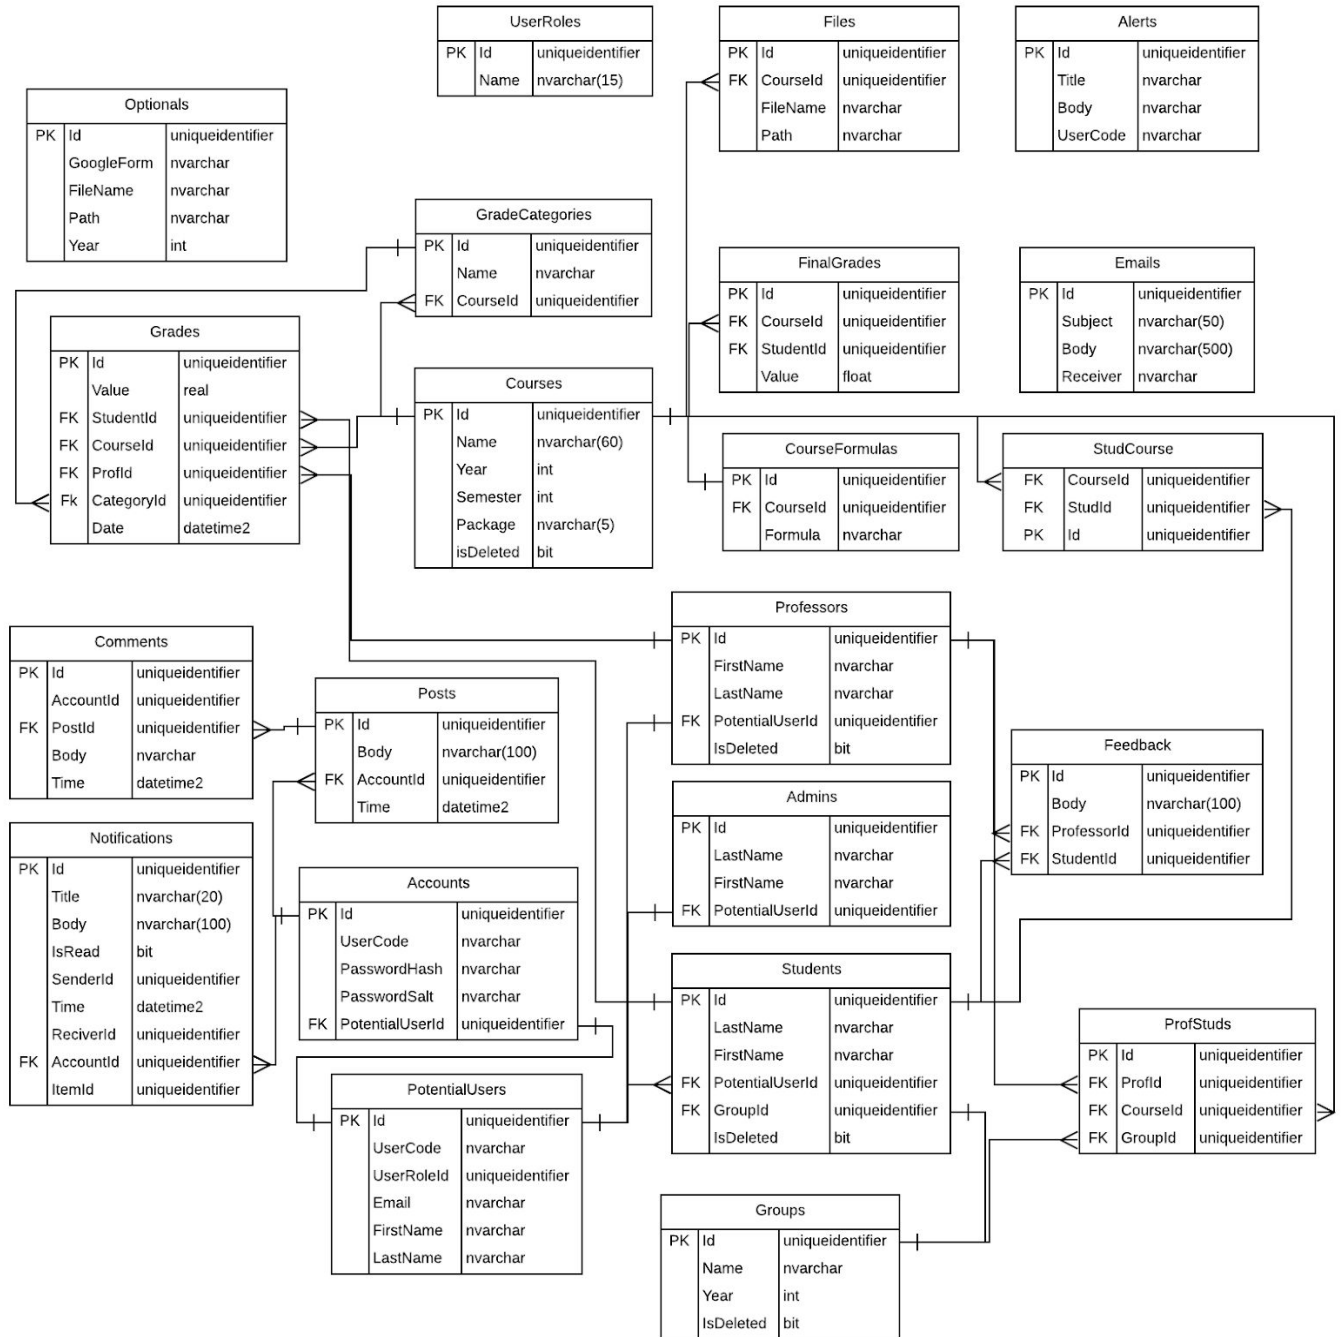 UserRoles
PK Id uniqueidentifier
Name nvarchar(15)
Files
PK Id uniqueidentifier
FK CourseId uniqueidentifier
FileName nvarchar
Path nvarchar
Alerts
PK Id uniqueidentifier
Title nvarchar
Body nvarchar
UserCode nvarchar
Optionals
PK Id uniqueidentifier
GoogleForm nvarchar
FileName nvarchar
Path nvarchar
Year int
GradeCategories
PK Id uniqueidentifier
Name nvarchar
FK CourseId uniqueidentifier
FinalGrades
PK Id uniqueidentifier
FK CourseId uniqueidentifier
FK StudentId uniqueidentifier
Value float
Emails
PK Id uniqueidentifier
Subject nvarchar(50)
Body nvarchar(500)
Receiver nvarchar
Grades
PK Id uniqueidentifier
Value real
FK StudentId uniqueidentifier
FK CourseId uniqueidentifier
FK ProfId uniqueidentifier
Fk CategoryId uniqueidentifier
Date datetime2
Courses
PK Id uniqueidentifier
Name nvarchar(60)
Year int
Semester int
Package nvarchar(5)
isDeleted bit
CourseFormulas
PK Id uniqueidentifier
FK CourseId uniqueidentifier
Formula nvarchar
StudCourse
FK CourseId uniqueidentifier
FK StudId uniqueidentifier
PK Id uniqueidentifier
Professors
PK Id uniqueidentifier
FirstName nvarchar
LastName nvarchar
FK PotentialUserId uniqueidentifier
IsDeleted bit
Comments
PK Id uniqueidentifier
AccountId uniqueidentifier
FK PostId uniqueidentifier
Body nvarchar
Time datetime2
Posts
PK Id uniqueidentifier
Body nvarchar(100)
FK AccountId uniqueidentifier
Time datetime2
Feedback
PK Id uniqueidentifier
Body nvarchar(100)
FK ProfessorId uniqueidentifier
FK StudentId uniqueidentifier
Admins
PK Id uniqueidentifier
LastName nvarchar
FirstName nvarchar
FK PotentialUserId uniqueidentifier
Notifications
PK Id uniqueidentifier
Title nvarchar(20)
Body nvarchar(100)
IsRead bit
SenderId uniqueidentifier
Time datetime2
ReciverId uniqueidentifier
FK AccountId uniqueidentifier
ItemId uniqueidentifier
Accounts
PK Id uniqueidentifier
UserCode nvarchar
PasswordHash nvarchar
PasswordSalt nvarchar
FK PotentialUserId uniqueidentifier
Students
PK Id uniqueidentifier
LastName nvarchar
FirstName nvarchar
FK PotentialUserId uniqueidentifier
FK GroupId uniqueidentifier
IsDeleted bit
ProfStuds
PK Id uniqueidentifier
FK ProfId uniqueidentifier
FK CourseId uniqueidentifier
FK GroupId uniqueidentifier
PotentialUsers
PK Id uniqueidentifier
UserCode nvarchar
UserRoleId uniqueidentifier
Email nvarchar
FirstName nvarchar
LastName nvarchar
Groups
PK Id uniqueidentifier
Name nvarchar
Year int
IsDeleted bit